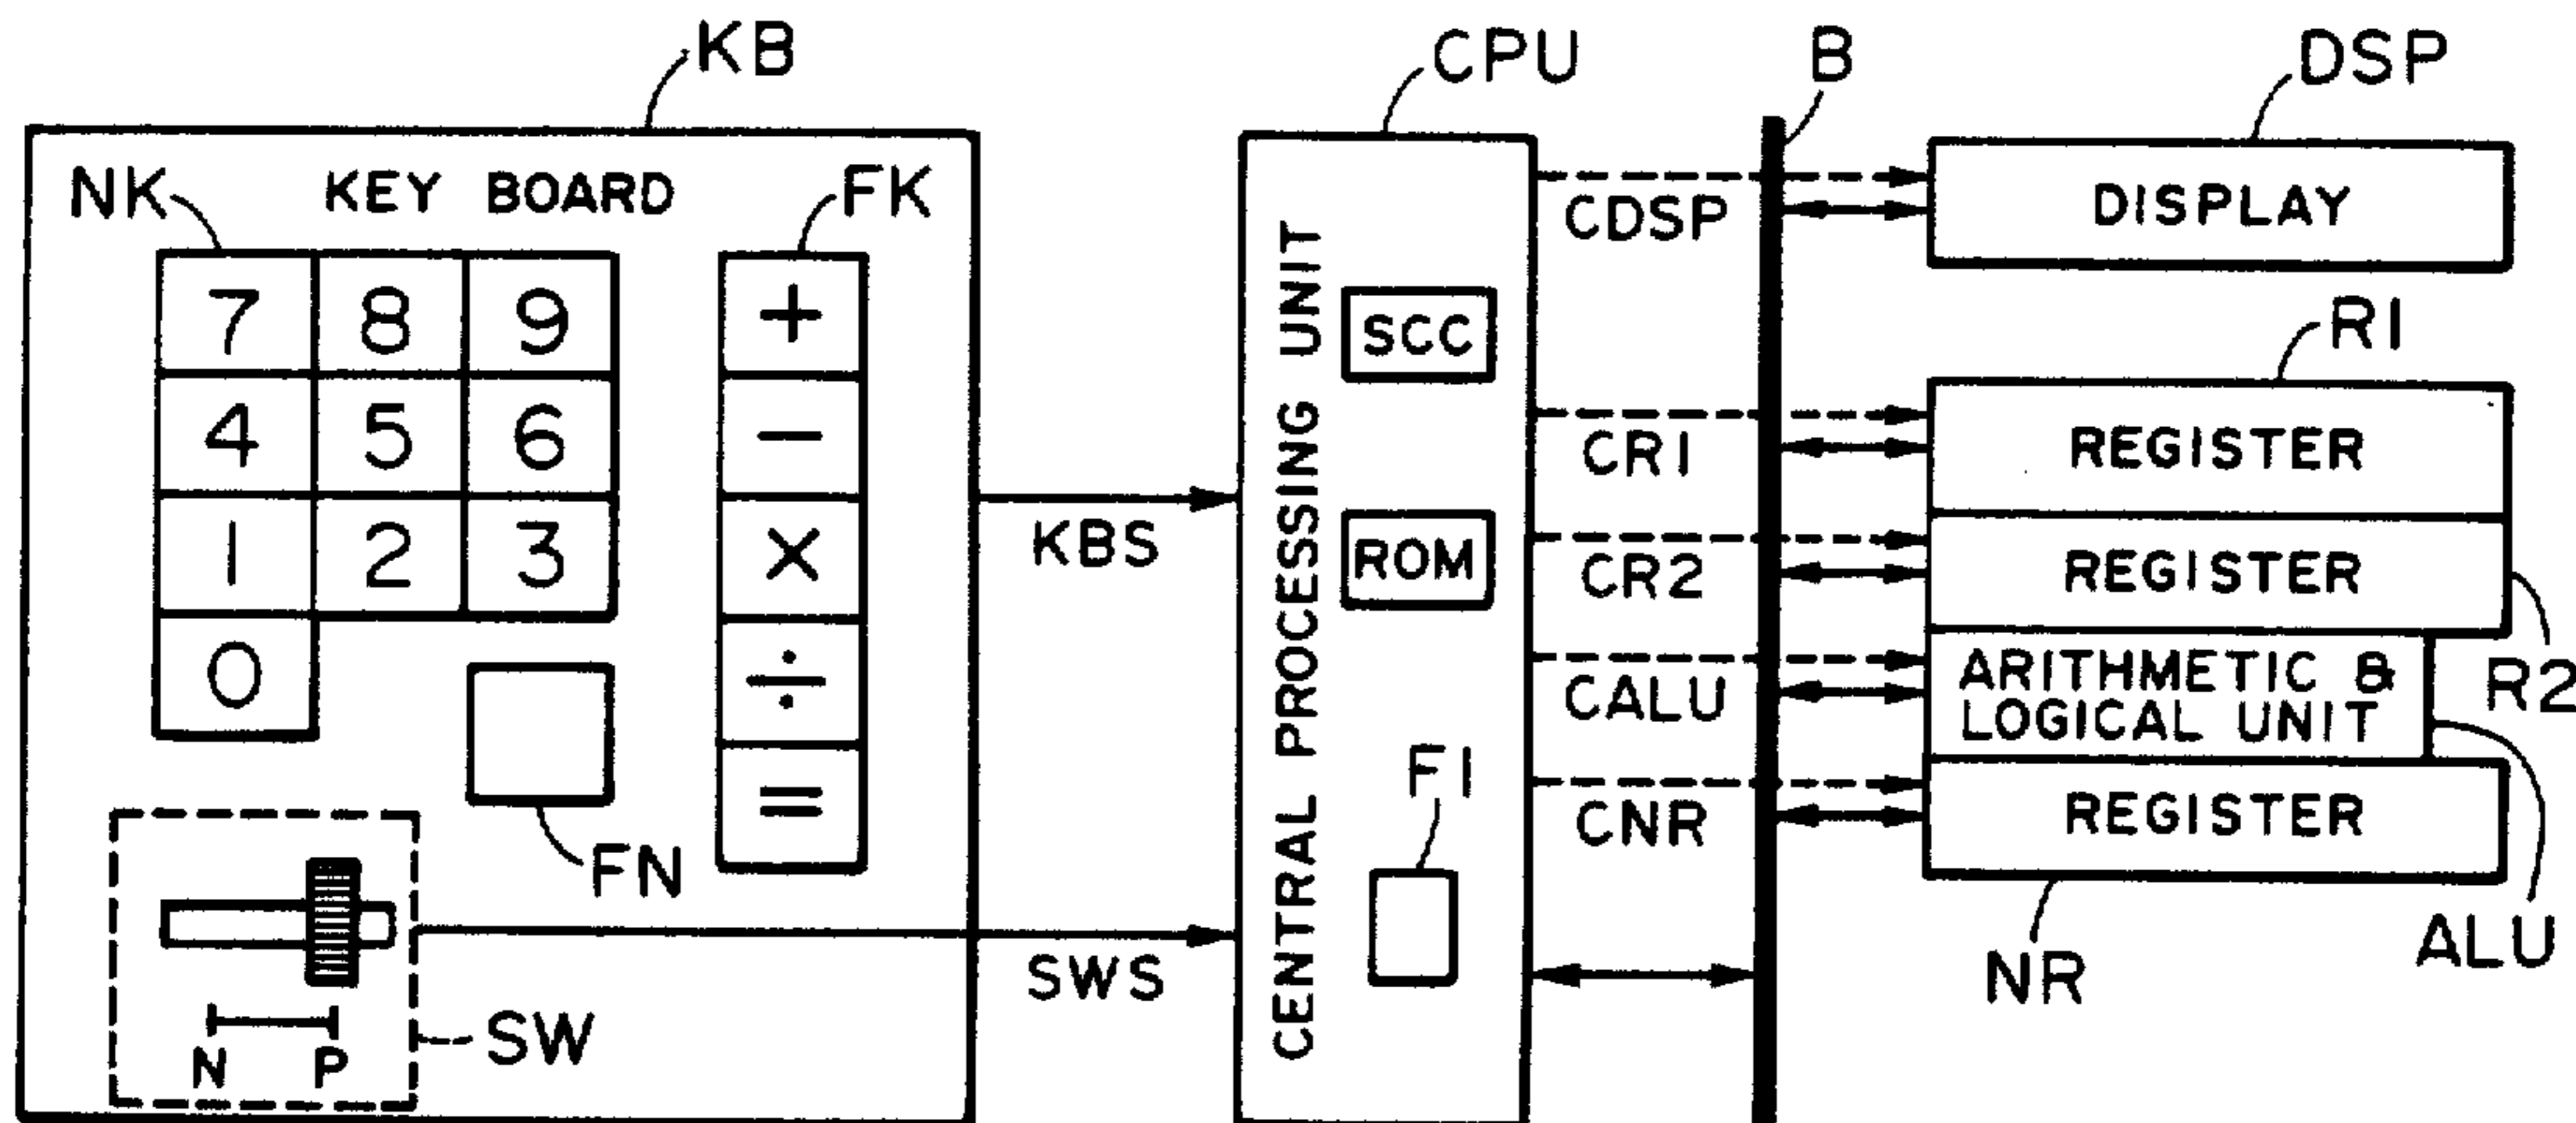 KB
CPU
B
DSP
NK
KEY BOARD
FK
7 8 9
4 5 6
1 2 3
0
+
−
×
÷
=
FN
N P
SW
KBS
SWS
CENTRAL PROCESSING UNIT
SCC
ROM
F1
CDSP
CR1
CR2
CALU
CNR
DISPLAY
R1
REGISTER
REGISTER
R2
ARITHMETIC &
LOGICAL UNIT
REGISTER
ALU
NR